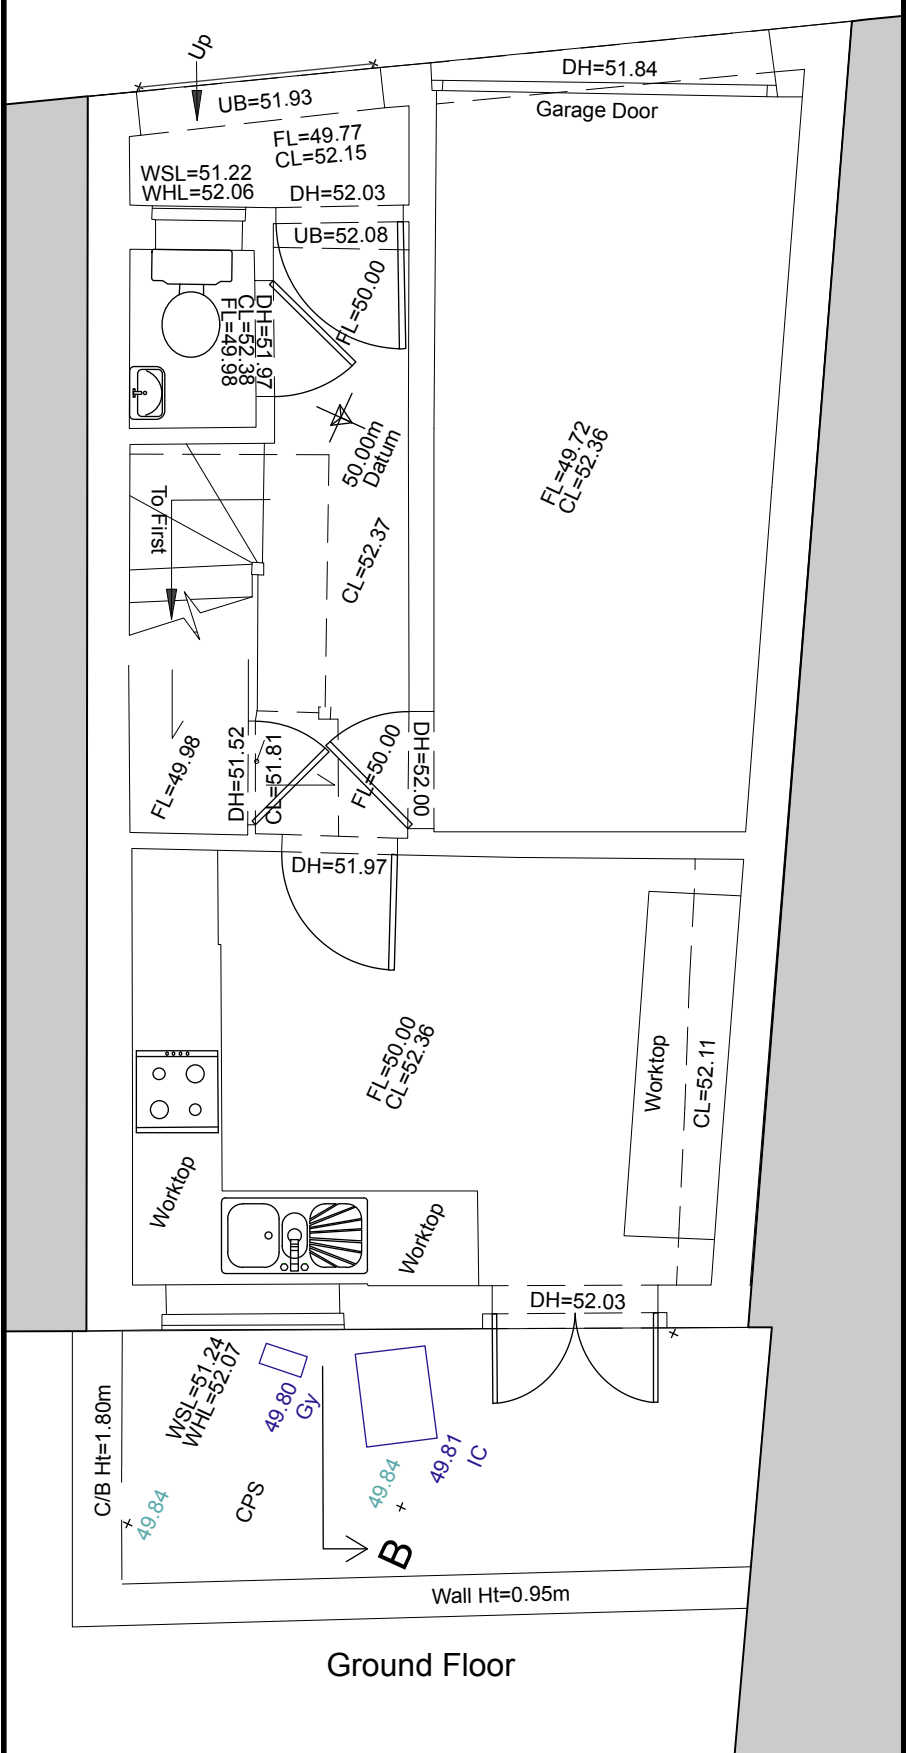 Up
DH=51.84
UB=51.93
Garage Door
FL=49.77
CL=52.15
WSL=51.22
WHL=52.06
DH=52.03
UB=52.08
FL=50.00
DH=51.97
CL=52.38
FL=49.98
50.00m
Datum
FL=49.72
CL=52.36
To First
CL=52.37
FL=49.98
DH=51.52
CL=51.81
FL=50.00
DH=52.00
DH=51.97
FL=50.00
CL=52.36
Worktop
CL=52.11
Worktop
Worktop
DH=52.03
WSL=51.24
WHL=52.07
49.80
Gy
C/B Ht=1.80m
49.84
CPS
49.84
49.81
IC
B
Wall Ht=0.95m
Ground Floor